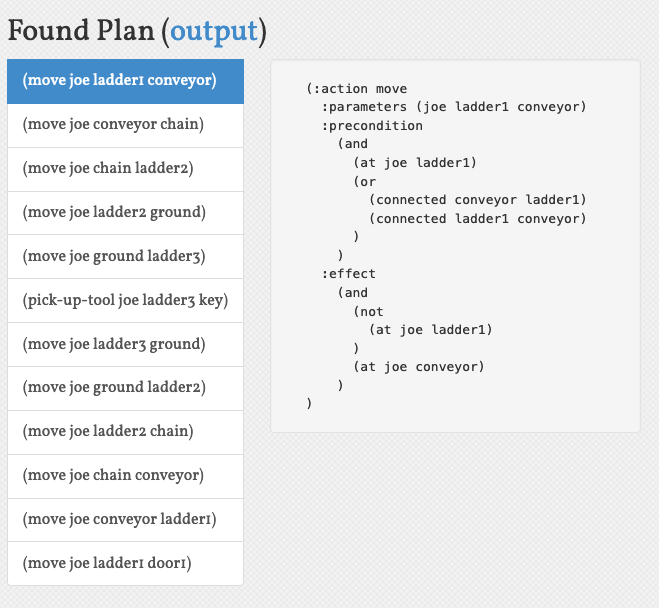 Found Plan (output)
(move joe ladder1 conveyor)
(move joe conveyor chain)
(move joe chain ladder2)
(move joe ladder2 ground)
(move joe ground ladder3)
(pick-up-tool joe ladder3 key)
(move joe ladder3 ground)
(move joe ground ladder2)
(move joe ladder2 chain)
(move joe chain conveyor)
(move joe conveyor ladder1)
(move joe ladder1 door1)
(:action move
  :parameters (joe ladder1 conveyor)
  :precondition
    (and
      (at joe ladder1)
      (or
        (connected conveyor ladder1)
        (connected ladder1 conveyor)
      )
    )
  :effect
    (and
      (not
        (at joe ladder1)
      )
      (at joe conveyor)
    )
)